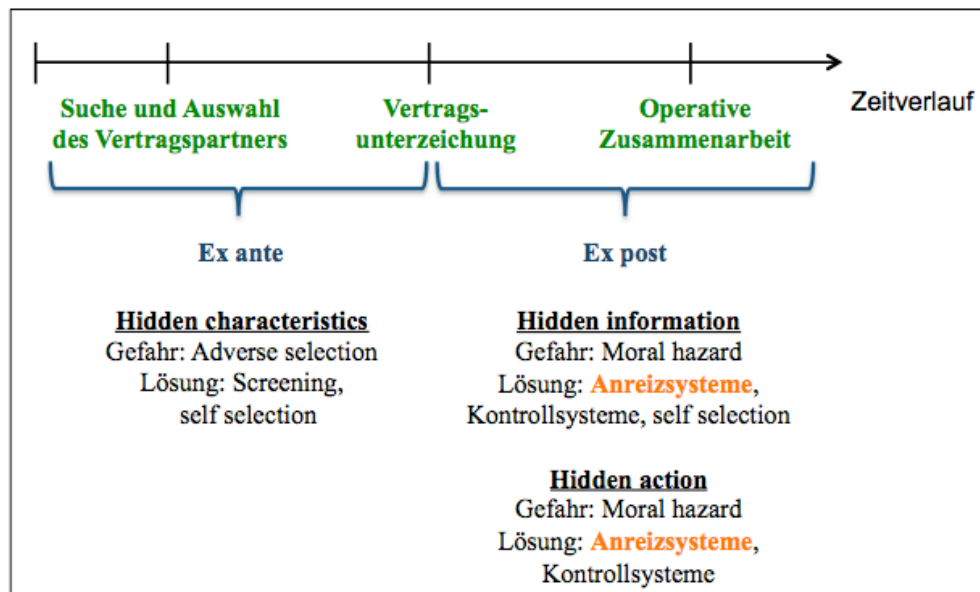 Suche und Auswahl
des Vertragspartners
Vertrags-
unterzeichung
Operative
Zusammenarbeit
Zeitverlauf
Ex ante
Ex post
Hidden characteristics
Gefahr: Adverse selection
Lösung: Screening,
self selection
Hidden information
Gefahr: Moral hazard
Lösung: Anreizsysteme,
Kontrollsysteme, self selection
Hidden action
Gefahr: Moral hazard
Lösung: Anreizsysteme,
Kontrollsysteme